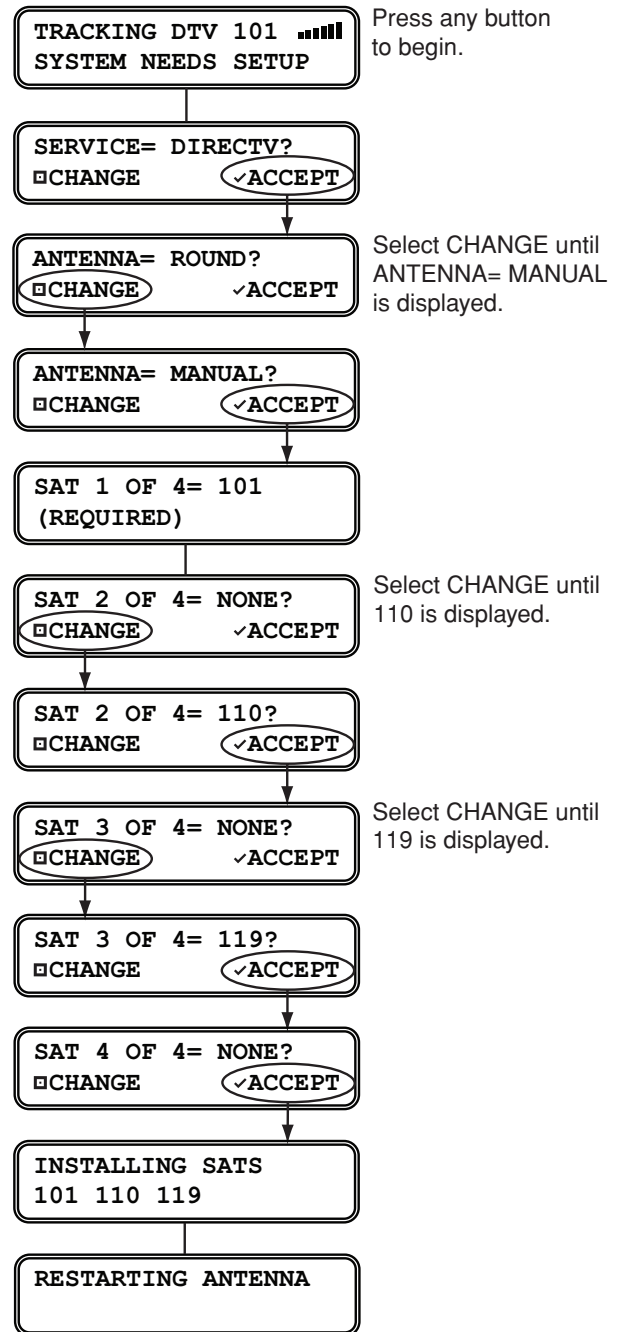 TRACKING DTV 101
SYSTEM NEEDS SETUP
Press any button
to begin.
SERVICE= DIRECTV?
CHANGE ✓ACCEPT
ANTENNA= ROUND?
CHANGE ✓ACCEPT
Select CHANGE until
ANTENNA= MANUAL
is displayed.
ANTENNA= MANUAL?
CHANGE ✓ACCEPT
SAT 1 OF 4= 101
(REQUIRED)
SAT 2 OF 4= NONE?
CHANGE ✓ACCEPT
Select CHANGE until
110 is displayed.
SAT 2 OF 4= 110?
CHANGE ✓ACCEPT
SAT 3 OF 4= NONE?
CHANGE ✓ACCEPT
Select CHANGE until
119 is displayed.
SAT 3 OF 4= 119?
CHANGE ✓ACCEPT
SAT 4 OF 4= NONE?
CHANGE ✓ACCEPT
INSTALLING SATS
101 110 119
RESTARTING ANTENNA